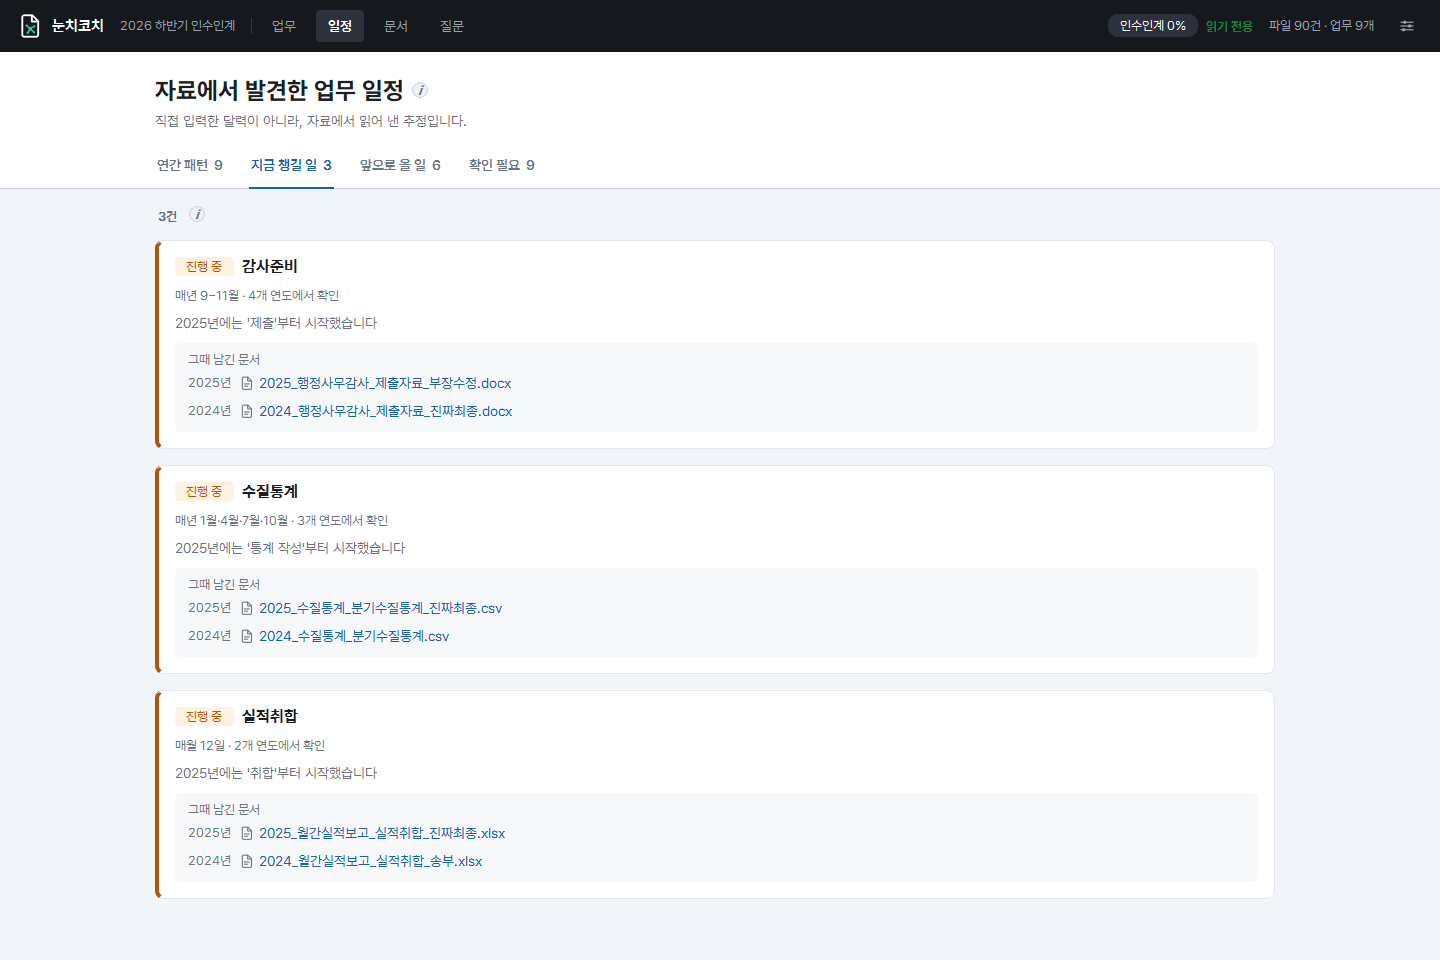 눈치코치 2026 하반기 인수인계 업무 일정 문서 질문 인수인계 0% 읽기 전용 파일 90건 · 업무 9개
자료에서 발견한 업무 일정 i
직접 입력한 달력이 아니라, 자료에서 읽어 낸 추정입니다.
연간 패턴 9 지금 챙길 일 3 앞으로 올 일 6 확인 필요 9
3건 i
진행 중 감사준비
매년 9–11월 · 4개 연도에서 확인
2025년에는 '제출'부터 시작했습니다
그때 남긴 문서
2025년 2025_행정사무감사_제출자료_부장수정.docx
2024년 2024_행정사무감사_제출자료_진짜최종.docx
진행 중 수질통계
매년 1월·4월·7월·10월 · 3개 연도에서 확인
2025년에는 '통계 작성'부터 시작했습니다
그때 남긴 문서
2025년 2025_수질통계_분기수질통계_진짜최종.csv
2024년 2024_수질통계_분기수질통계.csv
진행 중 실적취합
매월 12일 · 2개 연도에서 확인
2025년에는 '취합'부터 시작했습니다
그때 남긴 문서
2025년 2025_월간실적보고_실적취합_진짜최종.xlsx
2024년 2024_월간실적보고_실적취합_송부.xlsx